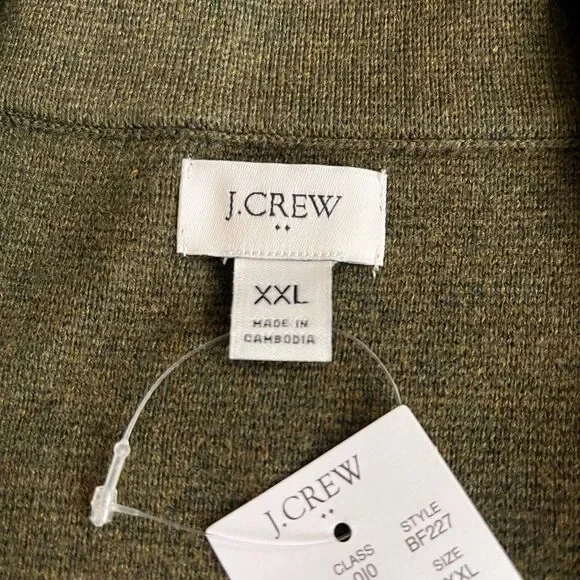 J.CREW
XXL
MADE IN
CAMBODIA
J.CREW
STYLE
BF227
CLASS
010
SIZE
XXL